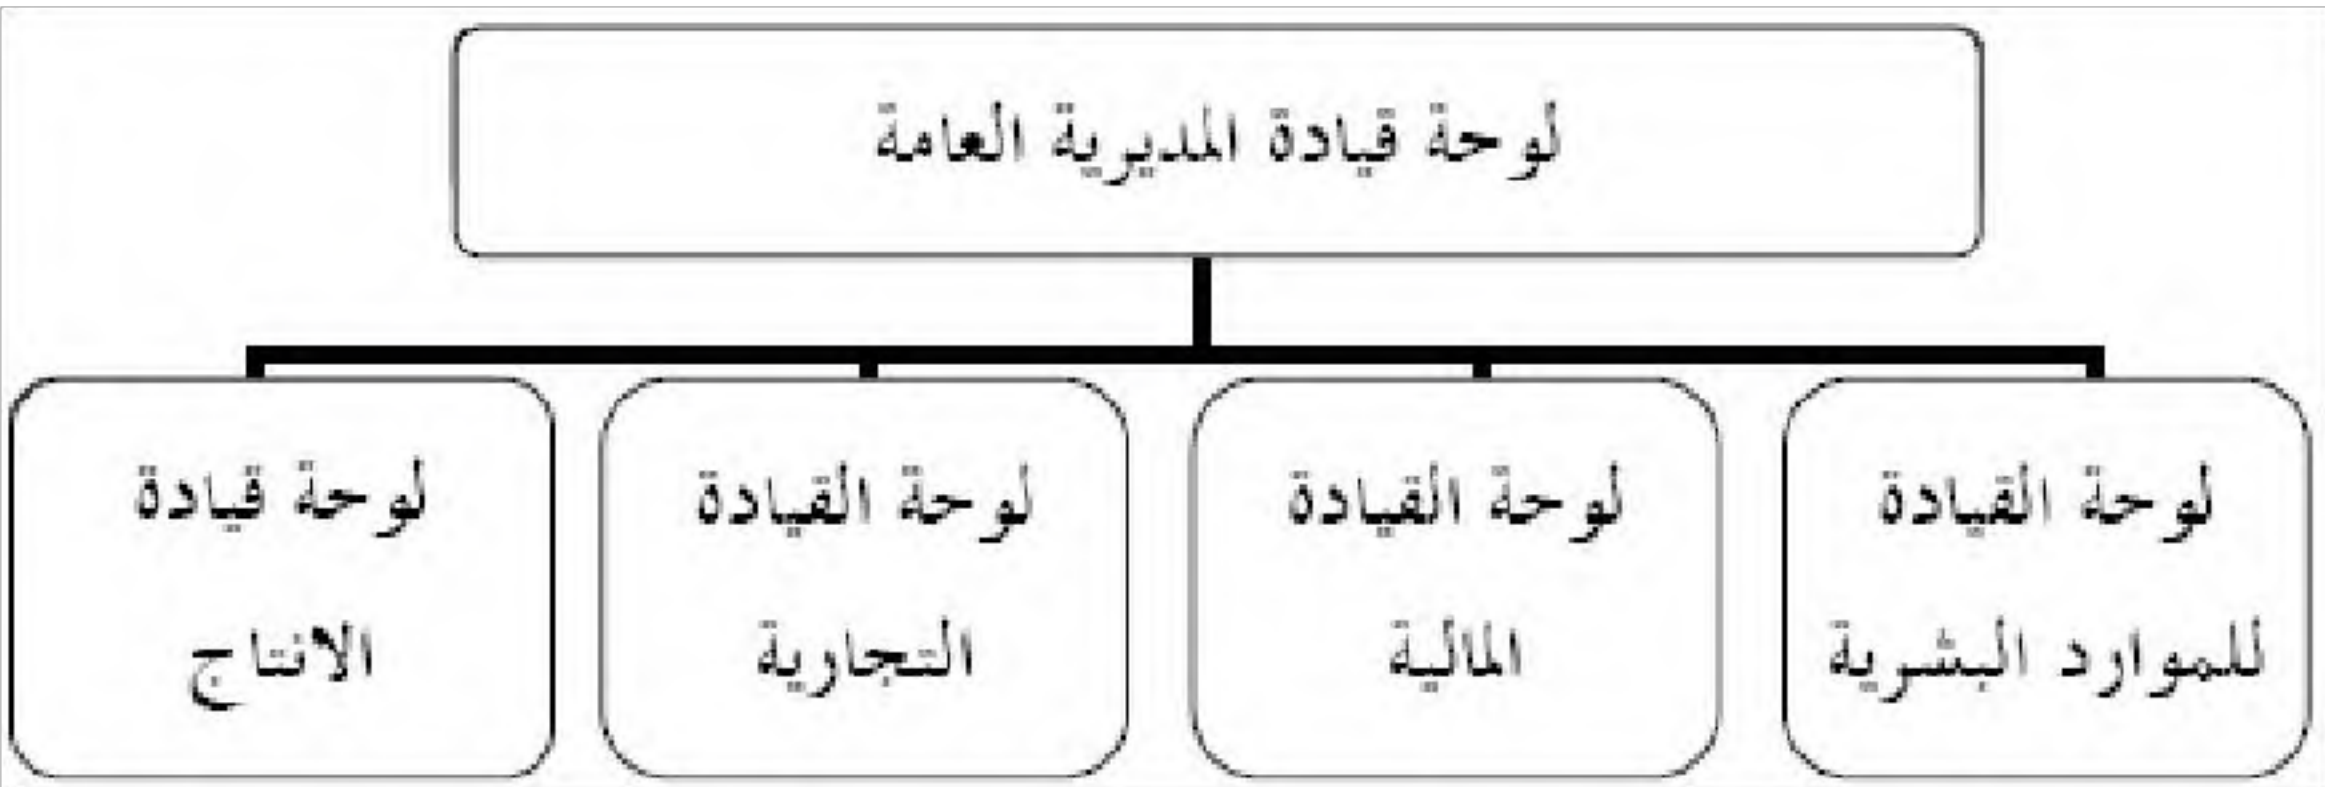 لوحة قيادة المديرية العامة
لوحة القيادة
للموارد البشرية
لوحة القيادة
المالية
لوحة القيادة
التجارية
لوحة قيادة
الانتاج